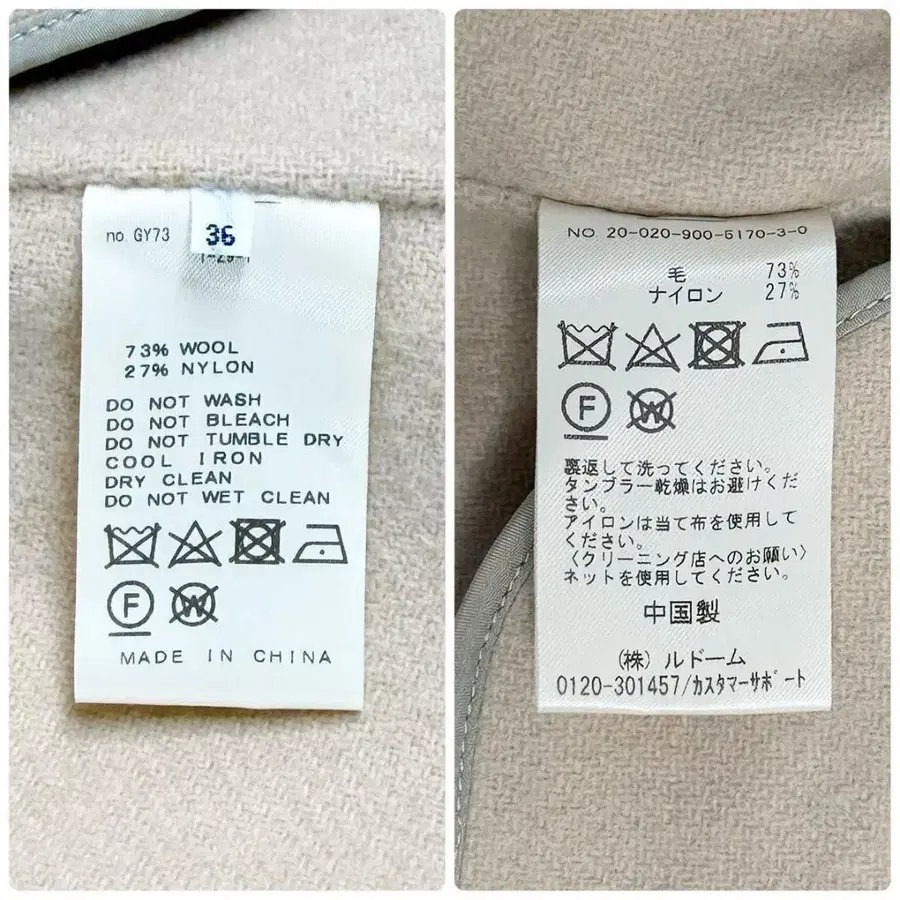 no. GY73
36
73% WOOL
27% NYLON
DO NOT WASH
DO NOT BLEACH
DO NOT TUMBLE DRY
COOL IRON
DRY CLEAN
DO NOT WET CLEAN
F
W
MADE IN CHINA
NO. 20-020-900-5170-3-0
毛 73%
ナイロン 27%
F
W
裏返して洗ってください。
タンブラー乾燥はお避けくだ
さい。
アイロンは当て布を使用して
ください。
〈クリーニング店へのお願い〉
ネットを使用してください。
中国製
(株) ルドーム
0120-301457/カスタマーサポート